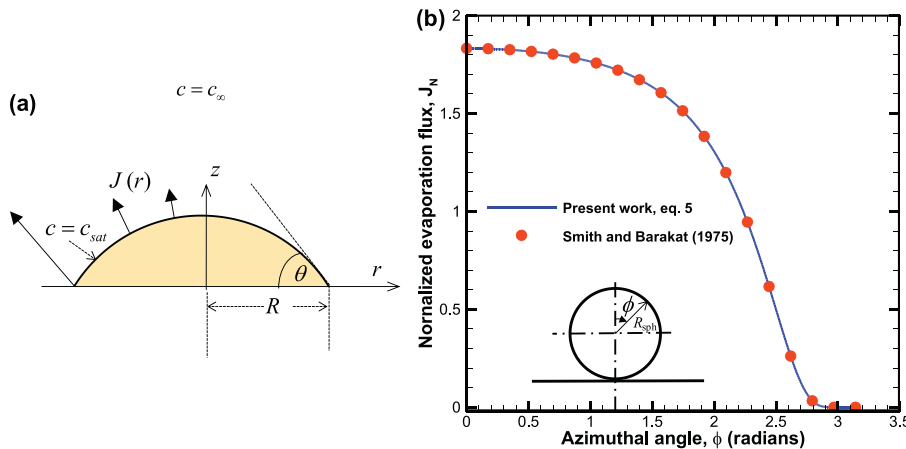 (a)
c = c∞
z
J (r)
c = csat
θ
r
R
(b)
2
1.5
1
0.5
0
Normalized evaporation flux, JN
Present work, eq. 5
Smith and Barakat (1975)
ϕ
Rsph
0 0.5 1 1.5 2 2.5 3 3.5
Azimuthal angle, ϕ (radians)